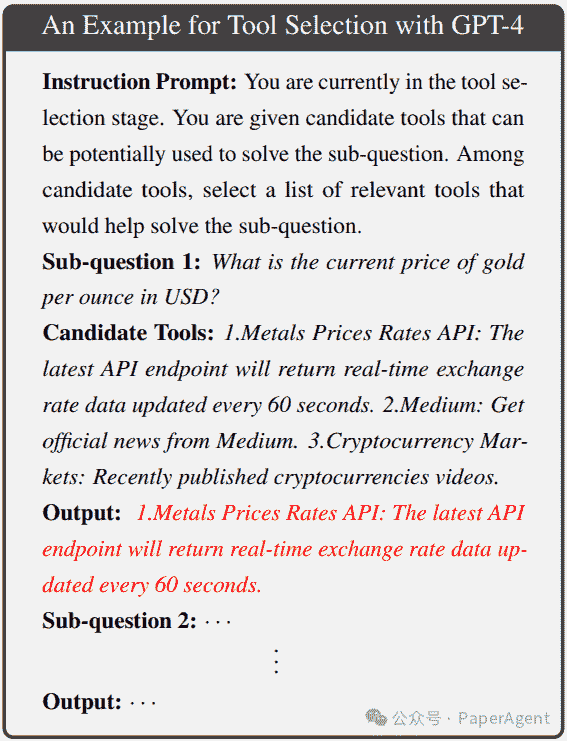 An Example for Tool Selection with GPT-4
Instruction Prompt: You are currently in the tool se-
lection stage. You are given candidate tools that can
be potentially used to solve the sub-question. Among
candidate tools, select a list of relevant tools that
would help solve the sub-question.
Sub-question 1: What is the current price of gold
per ounce in USD?
Candidate Tools: 1.Metals Prices Rates API: The
latest API endpoint will return real-time exchange
rate data updated every 60 seconds. 2.Medium: Get
official news from Medium. 3.Cryptocurrency Mar-
kets: Recently published cryptocurrencies videos.
Output: 1.Metals Prices Rates API: The latest API
endpoint will return real-time exchange rate data up-
dated every 60 seconds.
Sub-question 2: ⋯
⋮
Output: ⋯
公众号 · PaperAgent